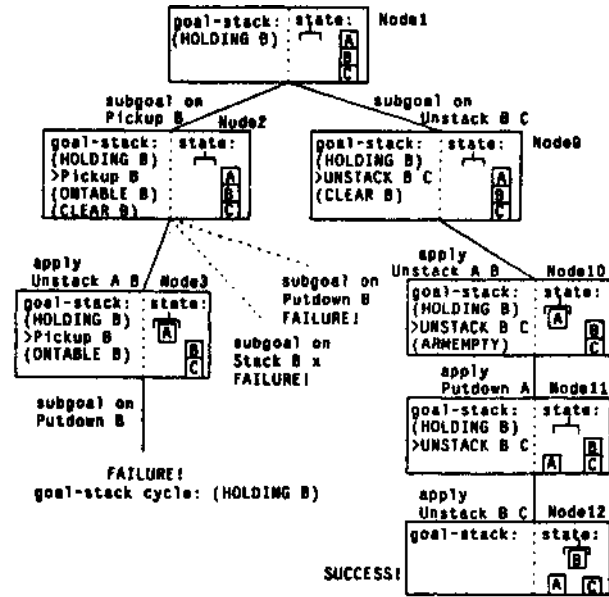 goal-stack: state: Node1
(HOLDING B)
A
B
C
subgoal on
Pickup B
subgoal on
Unstack B C
Node2
goal-stack: state:
(HOLDING B)
>Pickup B
(ONTABLE B)
(CLEAR B)
A
B
C
Node9
goal-stack: state:
(HOLDING B)
>UNSTACK B C
(CLEAR B)
A
B
C
apply
Unstack A B
Node3
goal-stack: state:
(HOLDING B)
>Pickup B
(ONTABLE B)
A
B
C
subgoal on
Putdown B
FAILURE!
subgoal on
Stack B x
FAILURE!
subgoal on
Putdown B
FAILURE!
goal-stack cycle: (HOLDING B)
apply
Unstack A B
Node10
goal-stack: state:
(HOLDING B)
>UNSTACK B C
(ARMEMPTY)
A
B
C
apply
Putdown A
Node11
goal-stack: state:
(HOLDING B)
>UNSTACK B C
B
A C
apply
Unstack B C
Node12
goal-stack: state:
B
A C
SUCCESS!